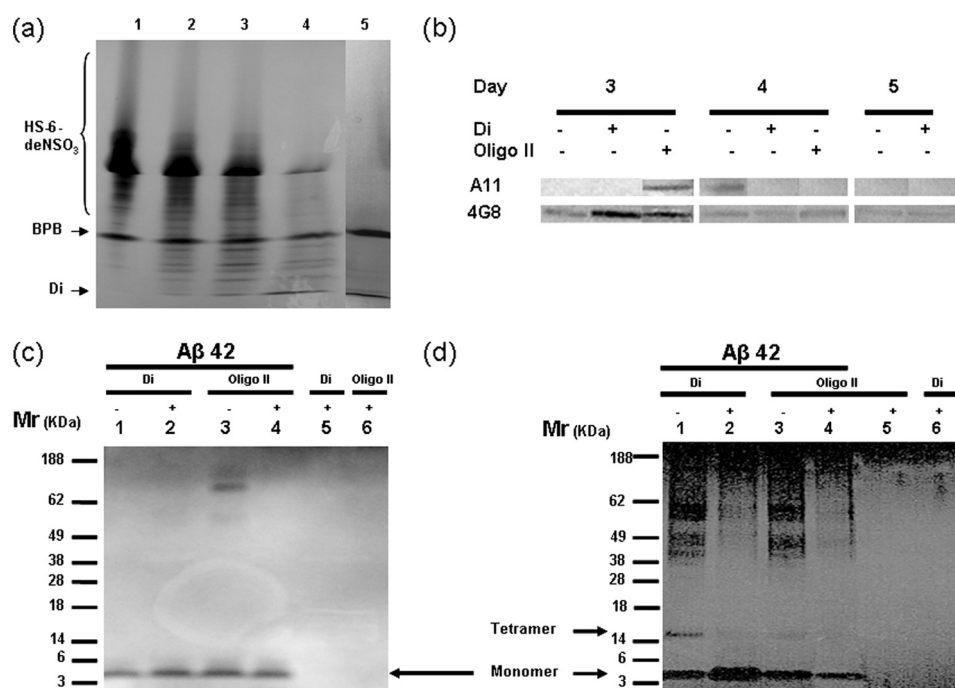 (a)
1 2 3 4 5
HS-6-
deNSO3
BPB
Di
(b)
Day 3 4 5
Di - + - - + - - +
Oligo II - - + - - + - -
A11
4G8
(c)
Aβ 42
Di Oligo II Di Oligo II
- + - + + +
Mr (KDa) 1 2 3 4 5 6
188
62
49
38
28
18
14
6
3
(d)
Aβ 42
Di Oligo II Di
- + - + + +
Mr (KDa) 1 2 3 4 5 6
188
62
49
38
28
18
Tetramer 14
6
Monomer 3